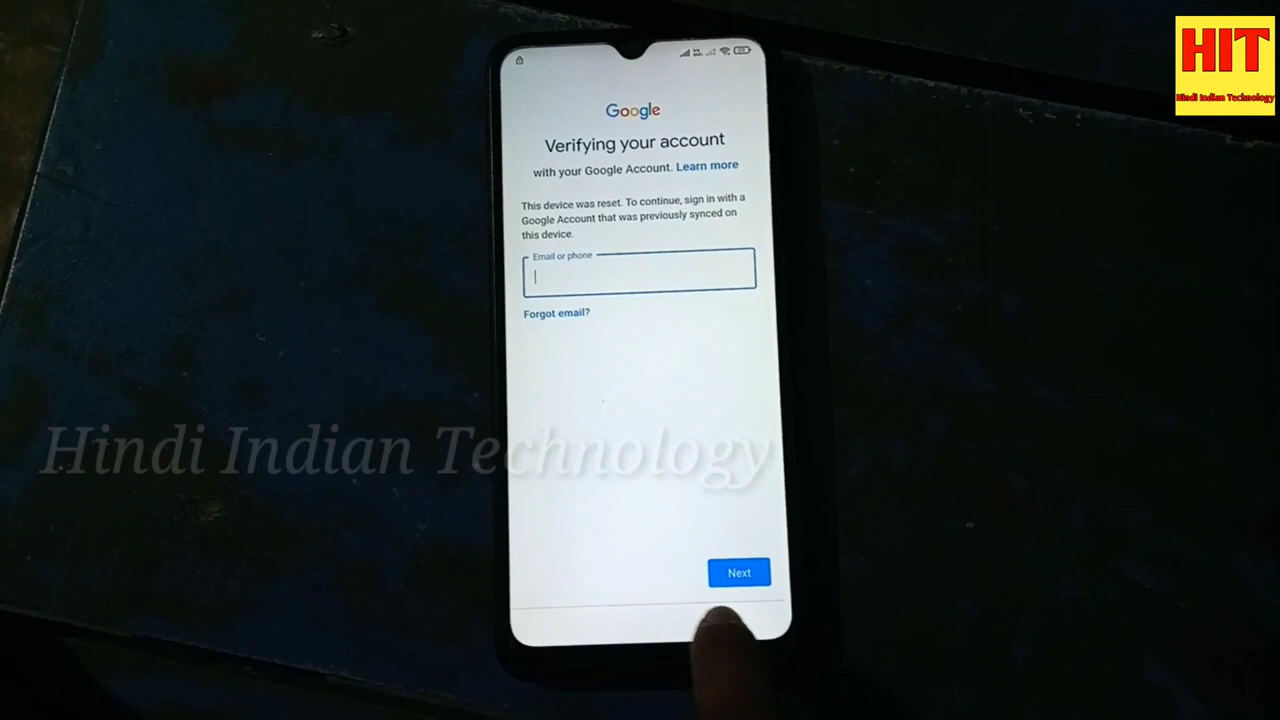 HIT
Hindi Indian Technology
Google
Verifying your account
with your Google Account. Learn more
This device was reset. To continue, sign in with a
Google Account that was previously synced on
this device.
Email or phone
Forgot email?
Hindi Indian Technology
Next